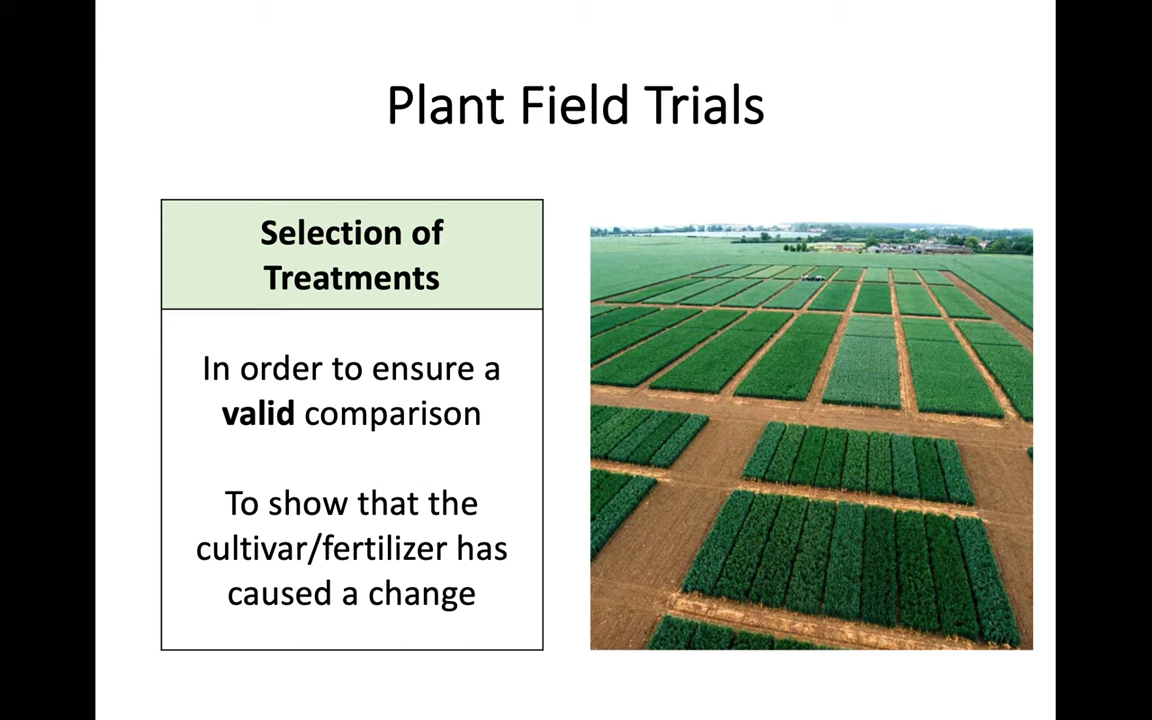 Plant Field Trials
Selection of
Treatments
In order to ensure a
valid comparison
To show that the
cultivar/fertilizer has
caused a change